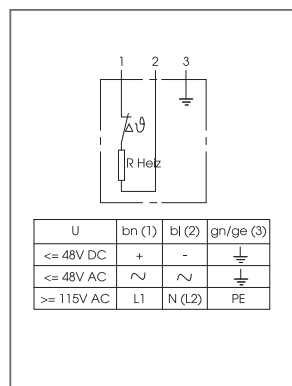 1 2 3
Δϑ
R Heiz
U bn (1) bl (2) gn/ge (3)
<= 48V DC + -
<= 48V AC ~ ~
>= 115V AC L1 N (L2) PE